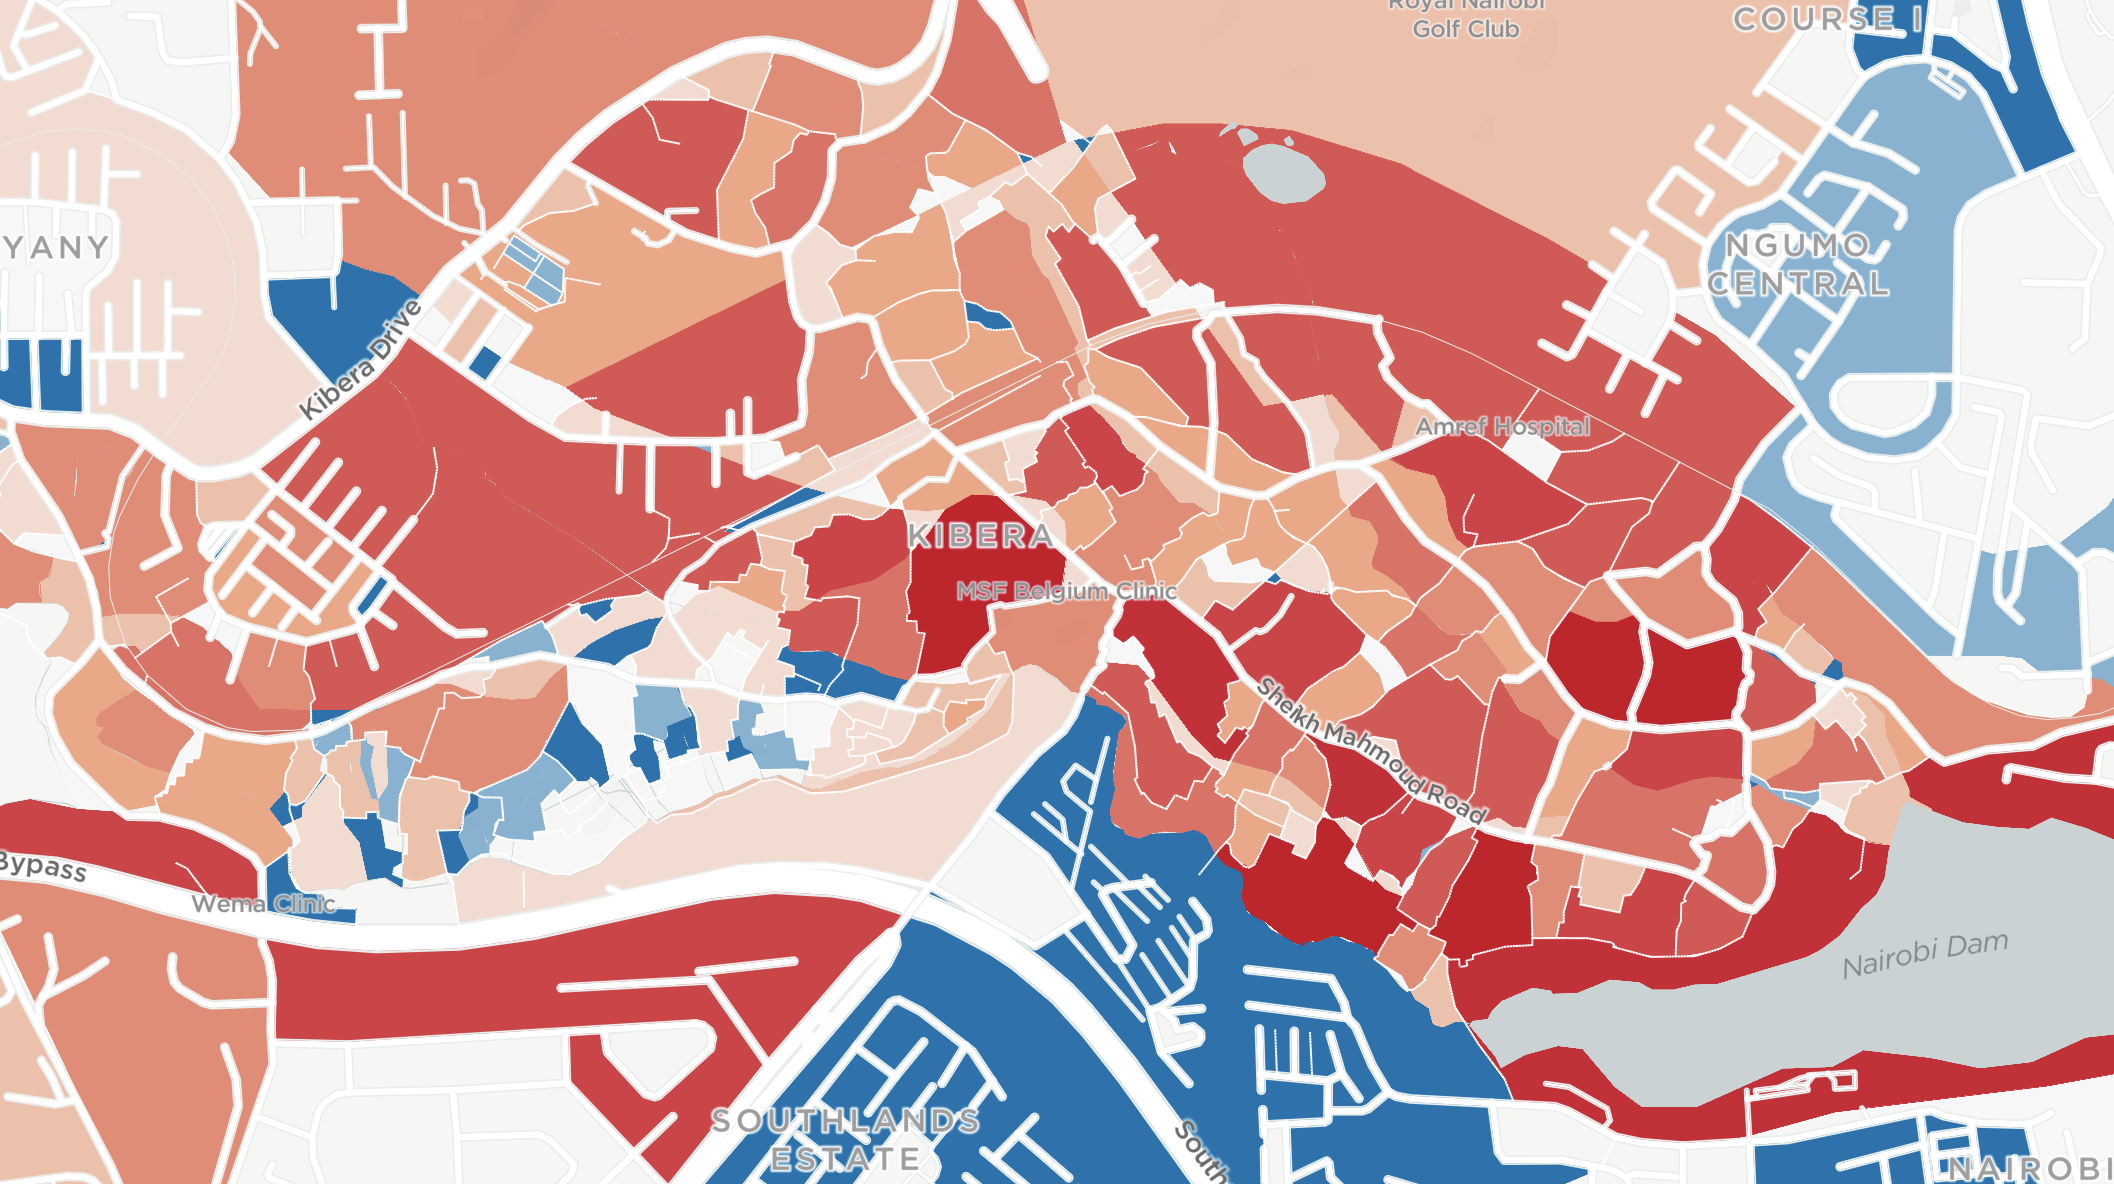 Royal Nairobi
Golf Club
COURSE I
YANY
NGUMO
CENTRAL
Kibera Drive
Amref Hospital
KIBERA
MSF Belgium Clinic
Sheikh Mahmoud Road
Bypass
Wema Clinic
Nairobi Dam
SOUTHLANDS
ESTATE
South
NAIROBI